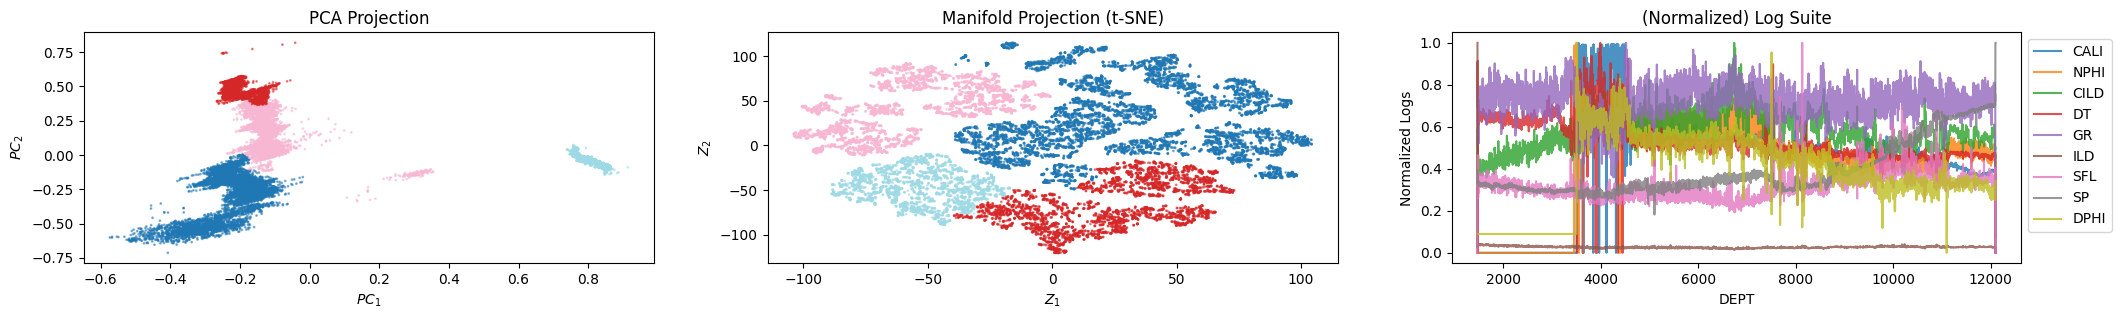 PCA Projection
0.75
0.50
0.25
0.00
−0.25
−0.50
−0.75
PC₂
−0.6
−0.4
−0.2
0.0
0.2
0.4
0.6
0.8
PC₁
Manifold Projection (t-SNE)
100
50
0
−50
−100
Z₂
−100
−50
0
50
100
Z₁
(Normalized) Log Suite
1.0
0.8
0.6
0.4
0.2
0.0
Normalized Logs
2000
4000
6000
8000
10000
12000
DEPT
CALI
NPHI
CILD
DT
GR
ILD
SFL
SP
DPHI